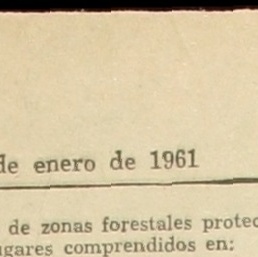 de enero de 1961
de zonas forestales protec
ugares comprendidos en: